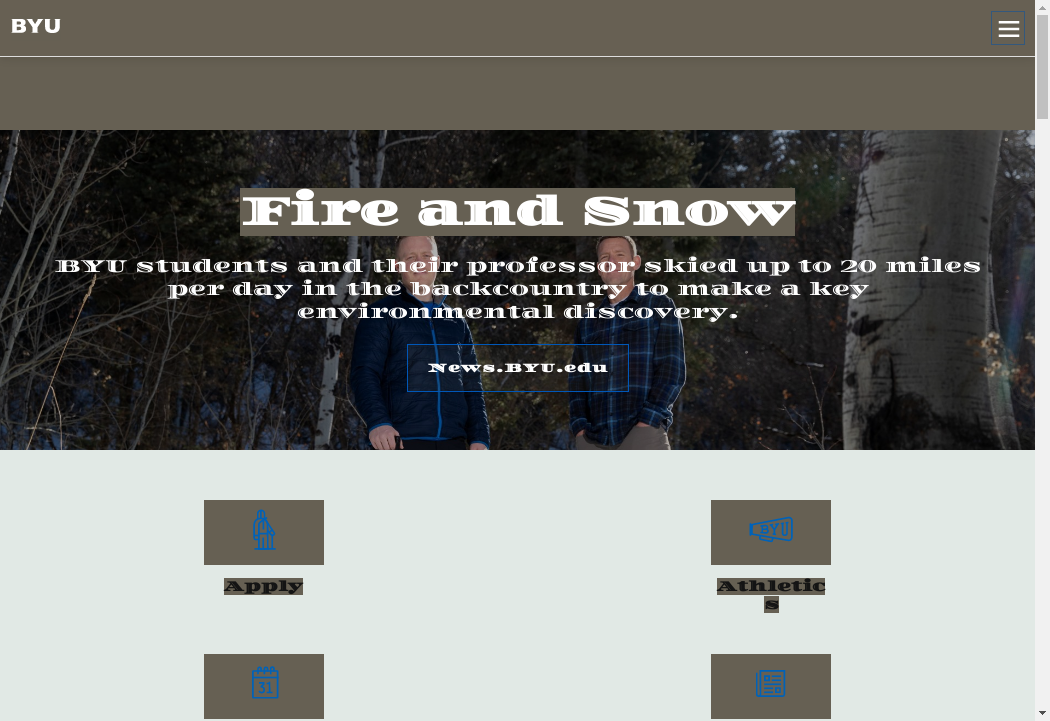 BYU
Fire and Snow
BYU students and their professor skied up to 20 miles
per day in the backcountry to make a key
environmental discovery.
News.BYU.edu
BYU
Apply
Athletic
s
31